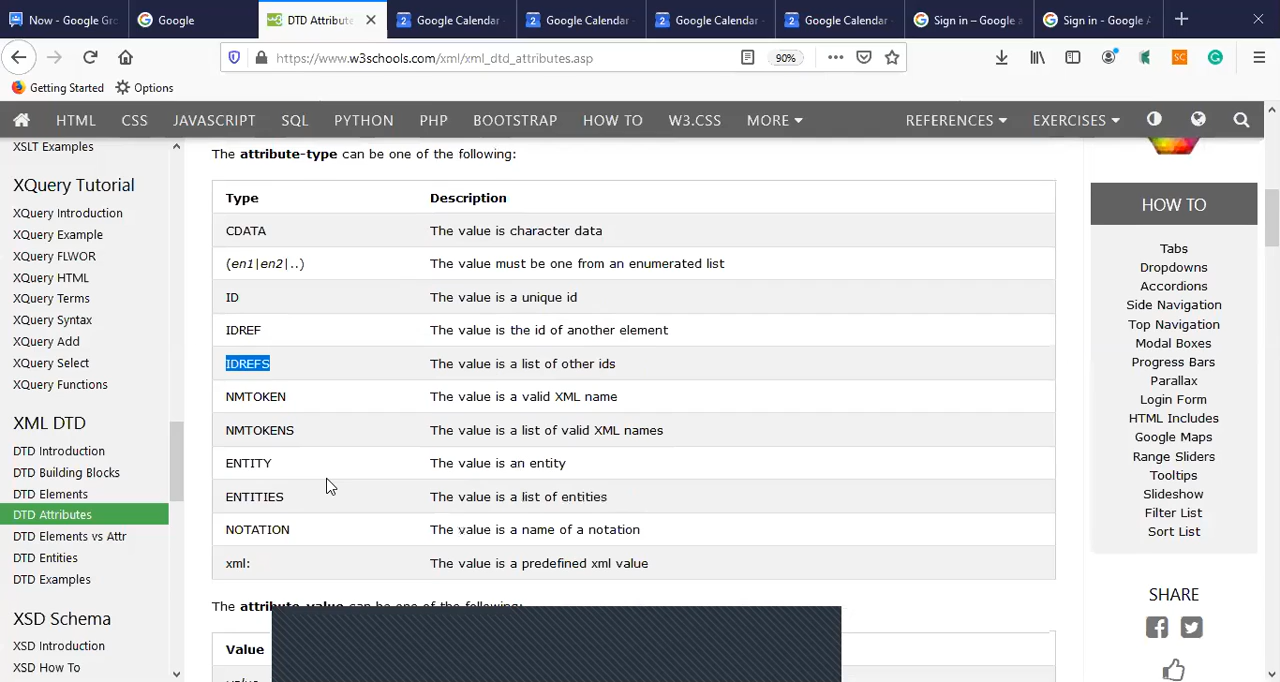 Now - Google Gro
Google
DTD Attribute
Google Calendar
Google Calendar
Google Calendar
Google Calendar
Sign in – Google a
Sign in - Google A
https://www.w3schools.com/xml/xml_dtd_attributes.asp
90%
Getting Started
Options
HTML
CSS
JAVASCRIPT
SQL
PYTHON
PHP
BOOTSTRAP
HOW TO
W3.CSS
MORE
REFERENCES
EXERCISES
XSLT Examples
XQuery Tutorial
XQuery Introduction
XQuery Example
XQuery FLWOR
XQuery HTML
XQuery Terms
XQuery Syntax
XQuery Add
XQuery Select
XQuery Functions
XML DTD
DTD Introduction
DTD Building Blocks
DTD Elements
DTD Attributes
DTD Elements vs Attr
DTD Entities
DTD Examples
XSD Schema
XSD Introduction
XSD How To
The attribute-type can be one of the following:
Type Description
CDATA The value is character data
(en1|en2|..) The value must be one from an enumerated list
ID The value is a unique id
IDREF The value is the id of another element
IDREFS The value is a list of other ids
NMTOKEN The value is a valid XML name
NMTOKENS The value is a list of valid XML names
ENTITY The value is an entity
ENTITIES The value is a list of entities
NOTATION The value is a name of a notation
xml: The value is a predefined xml value
The attribute-value can be one of the following:
Value
HOW TO
Tabs
Dropdowns
Accordions
Side Navigation
Top Navigation
Modal Boxes
Progress Bars
Parallax
Login Form
HTML Includes
Google Maps
Range Sliders
Tooltips
Slideshow
Filter List
Sort List
SHARE